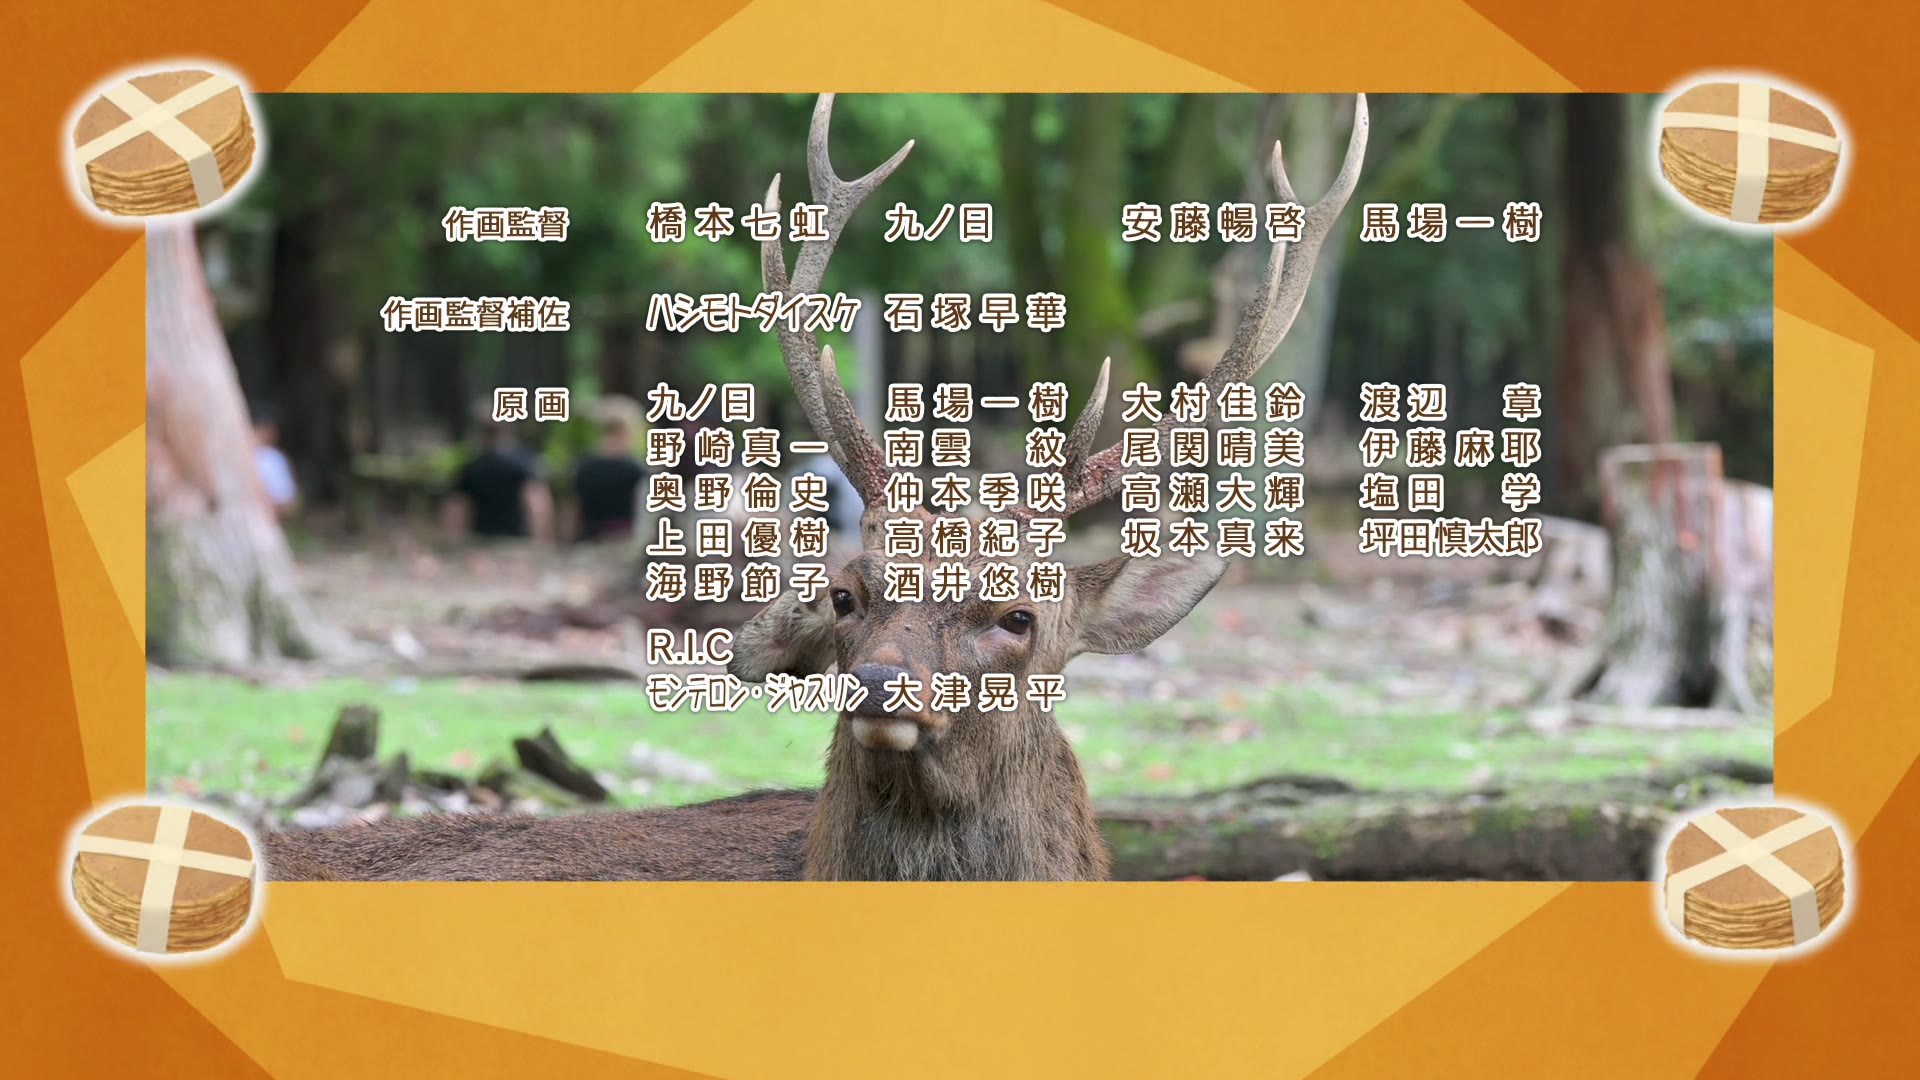 作画監督 橋本七虹 九ノ日 安藤暢啓 馬場一樹
作画監督補佐 ハシモトダイスケ 石塚早華
原画 九ノ日 馬場一樹 大村佳鈴 渡辺 章
野崎真一 南雲 紋 尾関晴美 伊藤麻耶
奥野倫史 仲本季咲 高瀬大輝 塩田 学
上田優樹 高橋紀子 坂本真来 坪田慎太郎
海野節子 酒井悠樹
R.I.C
モンテロン・ジャスリン 大津晃平